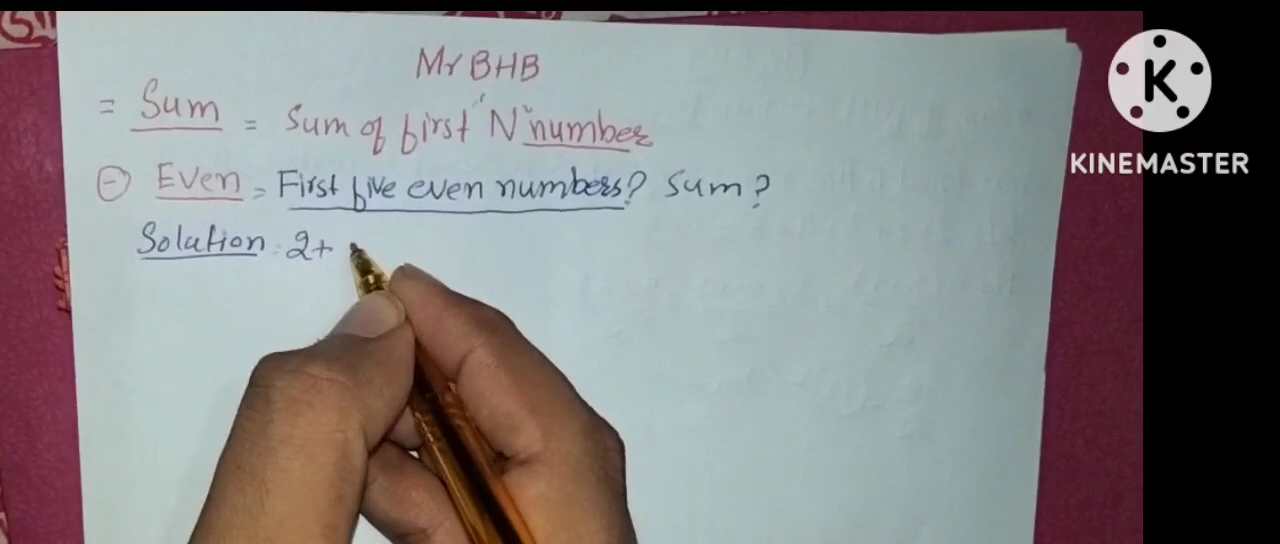 Mr BHB
= Sum = Sum of first "N" number
Even = First five even numbers? Sum?
Solution: 2+
K
KINEMASTER